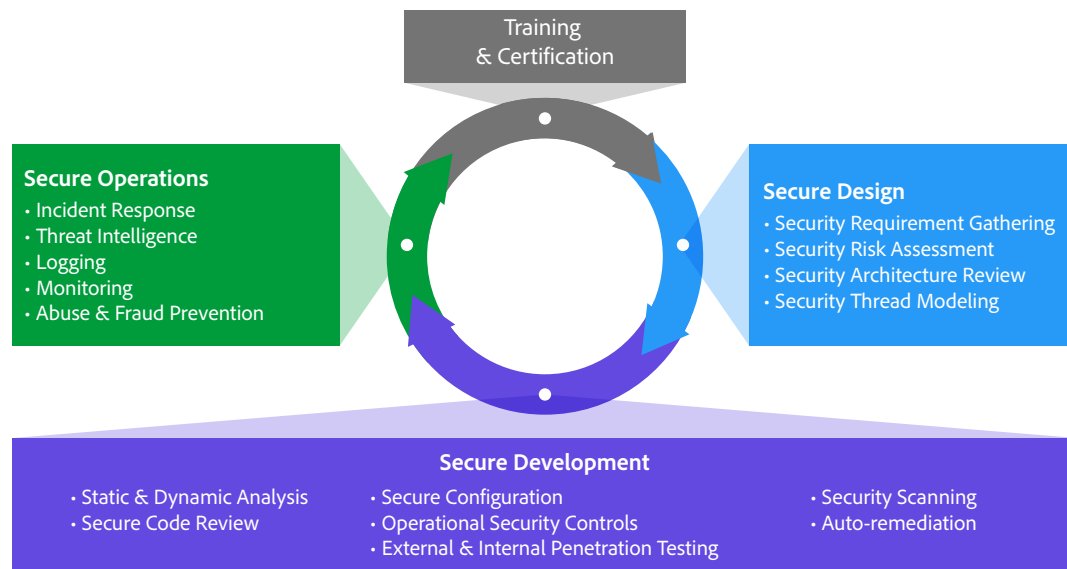 Training
& Certification
Secure Operations
• Incident Response
• Threat Intelligence
• Logging
• Monitoring
• Abuse & Fraud Prevention
Secure Design
• Security Requirement Gathering
• Security Risk Assessment
• Security Architecture Review
• Security Thread Modeling
Secure Development
• Static & Dynamic Analysis
• Secure Code Review
• Secure Configuration
• Operational Security Controls
• External & Internal Penetration Testing
• Security Scanning
• Auto-remediation